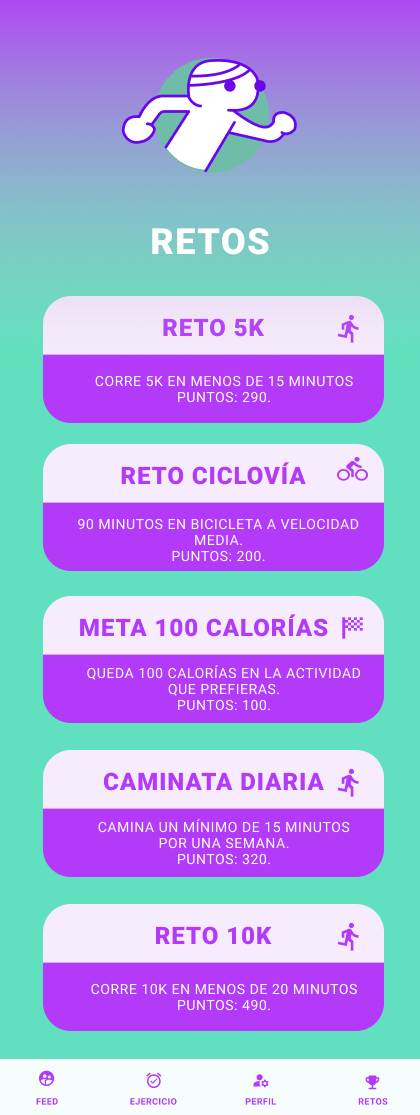 RETOS
RETO 5K
CORRE 5K EN MENOS DE 15 MINUTOS
PUNTOS: 290.
RETO CICLOVÍA
90 MINUTOS EN BICICLETA A VELOCIDAD
MEDIA.
PUNTOS: 200.
META 100 CALORÍAS
QUEDA 100 CALORÍAS EN LA ACTIVIDAD
QUE PREFIERAS.
PUNTOS: 100.
CAMINATA DIARIA
CAMINA UN MÍNIMO DE 15 MINUTOS
POR UNA SEMANA.
PUNTOS: 320.
RETO 10K
CORRE 10K EN MENOS DE 20 MINUTOS
PUNTOS: 490.
FEED EJERCICIO PERFIL RETOS